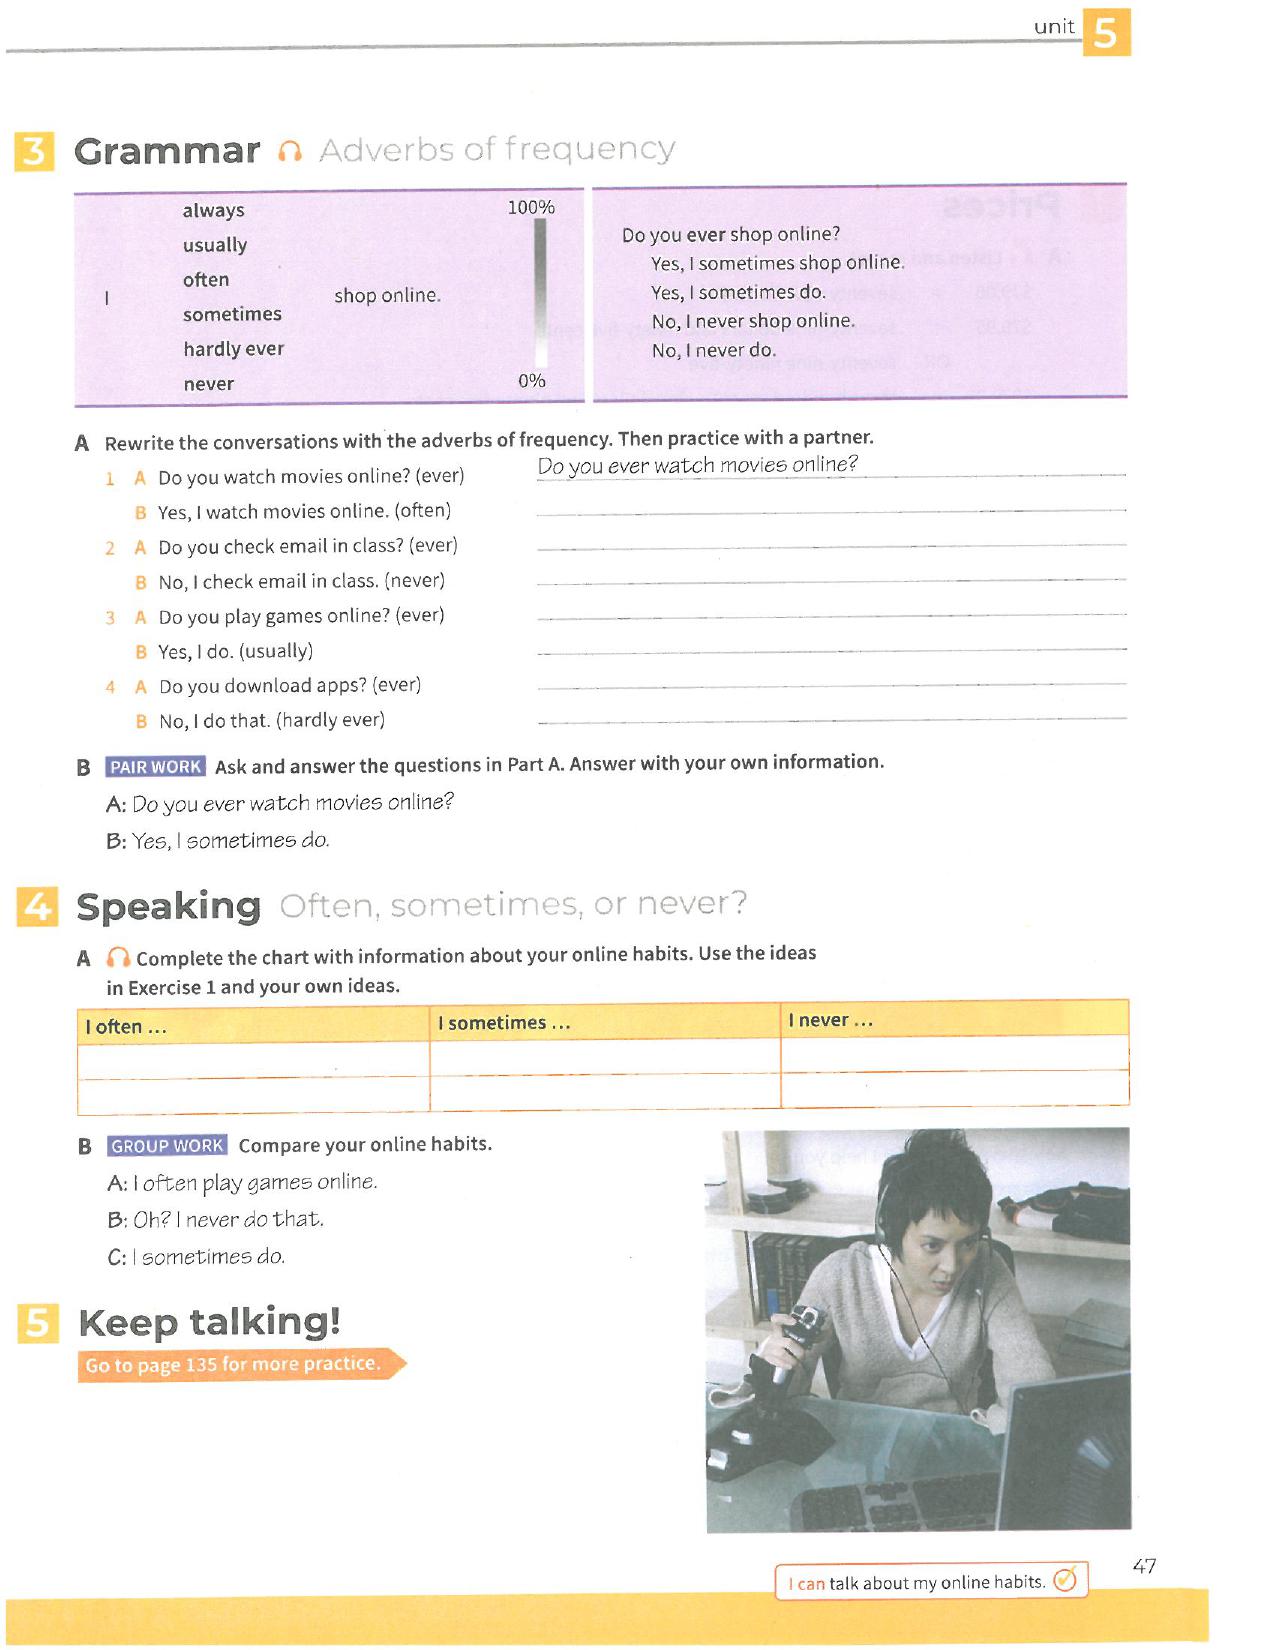 unit 5
3 Grammar Adverbs of frequency
always
usually
often
I
sometimes
hardly ever
never
shop online.
100%
0%
Do you ever shop online?
Yes, I sometimes shop online.
Yes, I sometimes do.
No, I never shop online.
No, I never do.
A Rewrite the conversations with the adverbs of frequency. Then practice with a partner.
1 A Do you watch movies online? (ever) Do you ever watch movies online?
B Yes, I watch movies online. (often)
2 A Do you check email in class? (ever)
B No, I check email in class. (never)
3 A Do you play games online? (ever)
B Yes, I do. (usually)
4 A Do you download apps? (ever)
B No, I do that. (hardly ever)
B PAIR WORK Ask and answer the questions in Part A. Answer with your own information.
A: Do you ever watch movies online?
B: Yes, I sometimes do.
4 Speaking Often, sometimes, or never?
A Complete the chart with information about your online habits. Use the ideas
in Exercise 1 and your own ideas.
I often ... I sometimes ... I never ...
B GROUP WORK Compare your online habits.
A: I often play games online.
B: Oh? I never do that.
C: I sometimes do.
5 Keep talking!
Go to page 135 for more practice.
47
I can talk about my online habits.